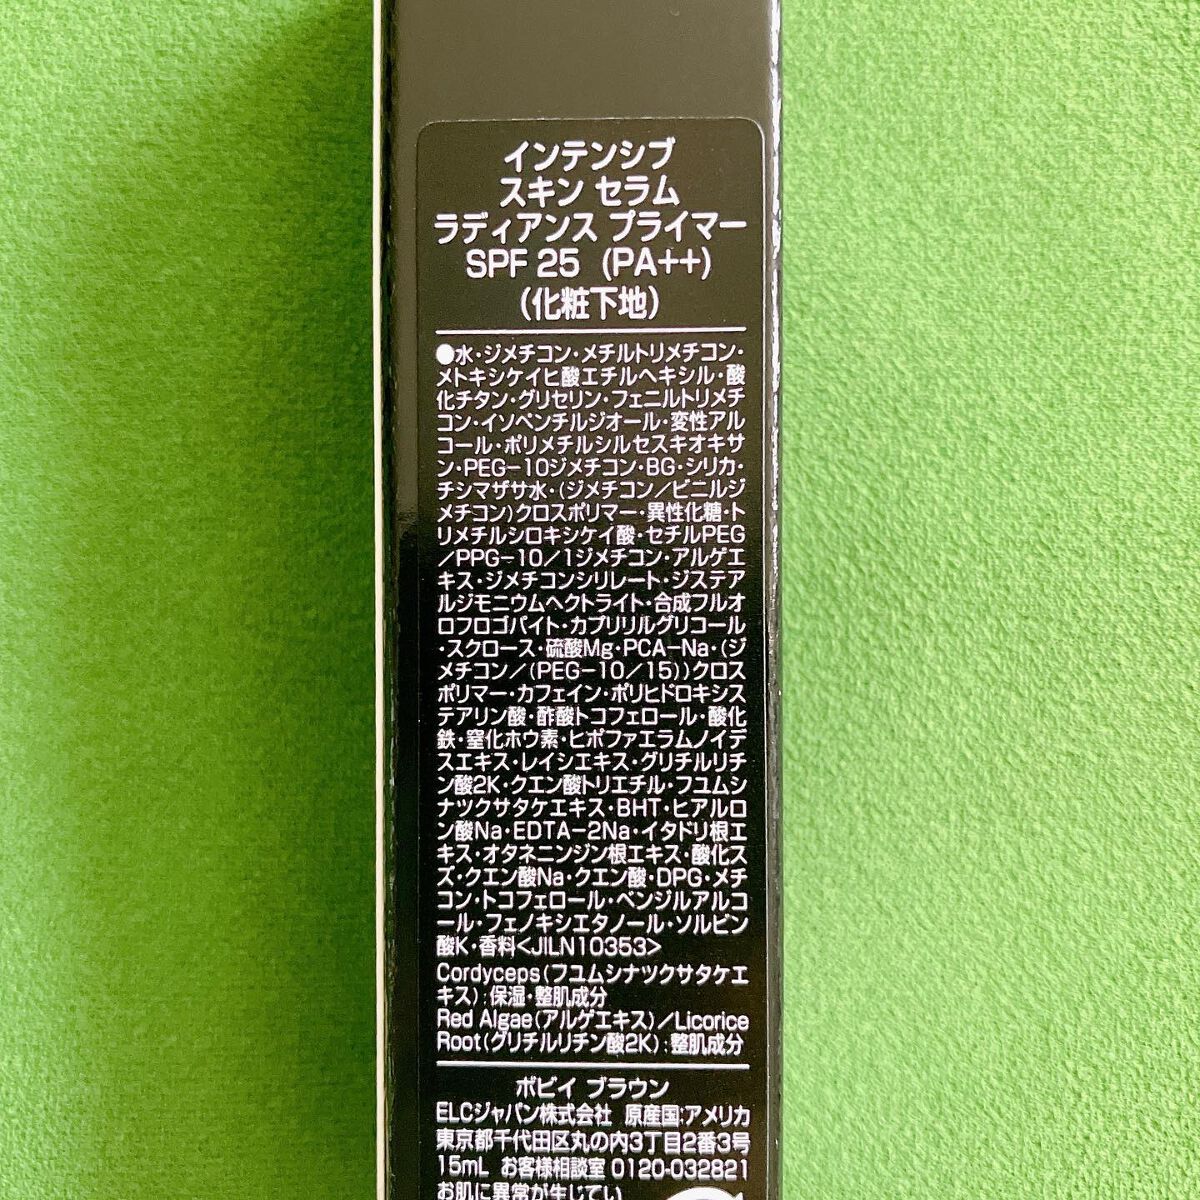 インテンシブ
スキン セラム
ラディアンス プライマー
SPF 25 (PA++)
(化粧下地)
●水・ジメチコン・メチルトリメチコン・
メトキシケイヒ酸エチルヘキシル・酸
化チタン・グリセリン・フェニルトリメチ
コン・イソペンチルジオール・変性アル
コール・ポリメチルシルセスキオキサ
ン・PEG-10ジメチコン・BG・シリカ・
チシマザサ水・(ジメチコン/ビニルジ
メチコン)クロスポリマー・異性化糖・ト
リメチルシロキシケイ酸・セチルPEG
/PPG-10/1ジメチコン・アルゲエ
キス・ジメチコンシリレート・ジステア
ルジモニウムヘクトライト・合成フルオ
ロフロゴパイト・カプリリルグリコール
・スクロース・硫酸Mg・PCA-Na・(ジ
メチコン/(PEG-10/15))クロス
ポリマー・カフェイン・ポリヒドロキシス
テアリン酸・酢酸トコフェロール・酸化
鉄・窒化ホウ素・ヒポファエラムノイデ
スエキス・レイシエキス・グリチルリチ
ン酸2K・クエン酸トリエチル・フユムシ
ナツクサタケエキス・BHT・ヒアルロ
ン酸Na・EDTA-2Na・イタドリ根エ
キス・オタネニンジン根エキス・酸化ス
ズ・クエン酸Na・クエン酸・DPG・メチ
コン・トコフェロール・ベンジルアルコ
ール・フェノキシエタノール・ソルビン
酸K・香料<JILN10353>
Cordyceps(フユムシナツクサタケエ
キス):保湿・整肌成分
Red Algae(アルゲエキス)/Licorice
Root(グリチルリチン酸2K):整肌成分
ボビイ ブラウン
ELCジャパン株式会社 原産国:アメリカ
東京都千代田区丸の内3丁目2番3号
15mL お客様相談室 0120-032821
お肌に異常が生じてい